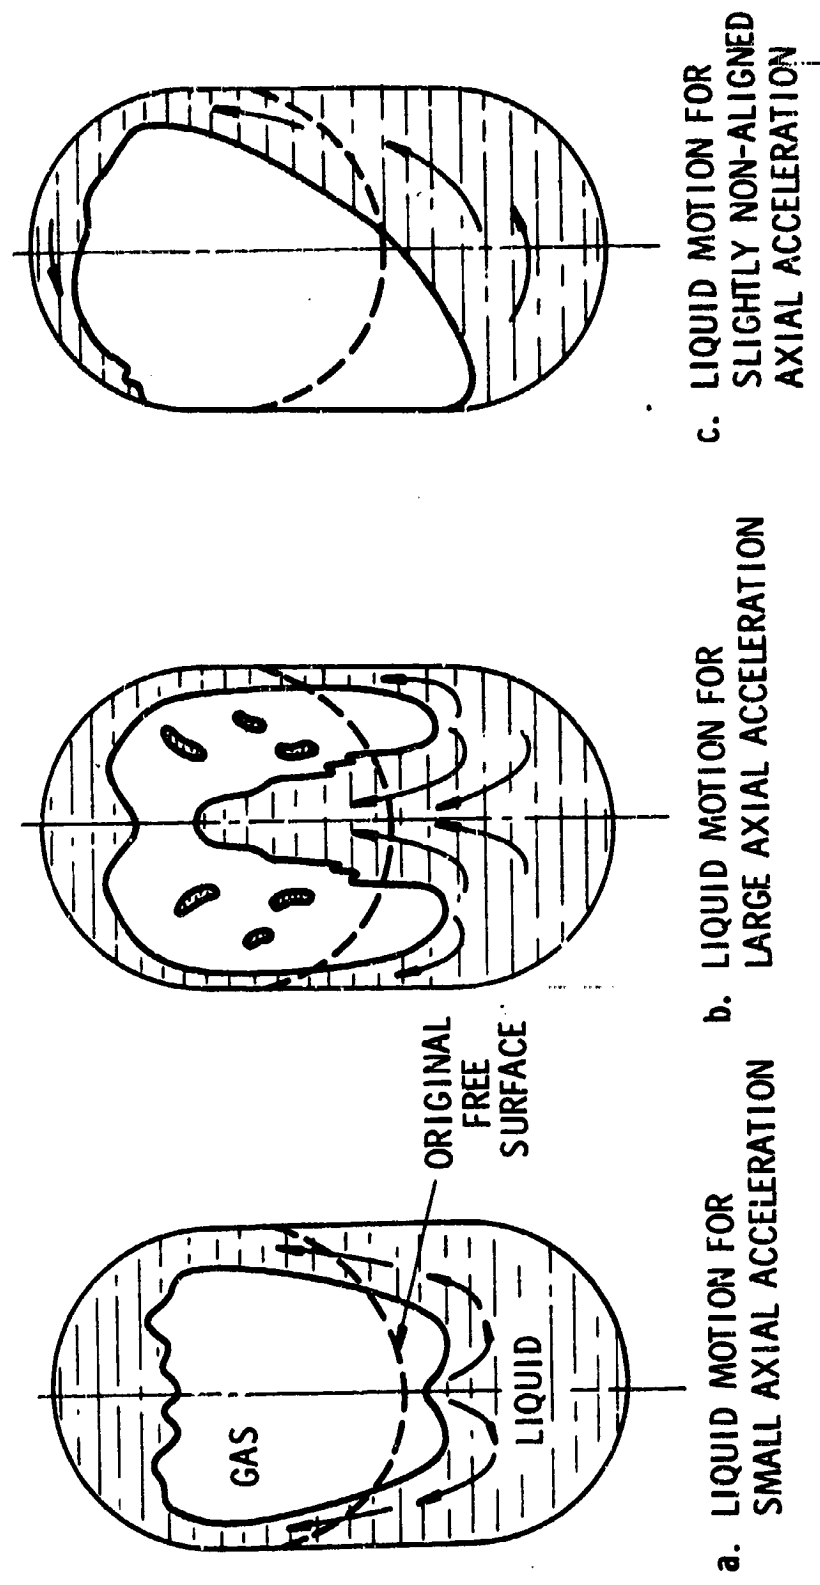 GAS
LIQUID
ORIGINAL
FREE
SURFACE
a. LIQUID MOTION FOR
SMALL AXIAL ACCELERATION
b. LIQUID MOTION FOR
LARGE AXIAL ACCELERATION
c. LIQUID MOTION FOR
SLIGHTLY NON-ALIGNED
AXIAL ACCELERATION